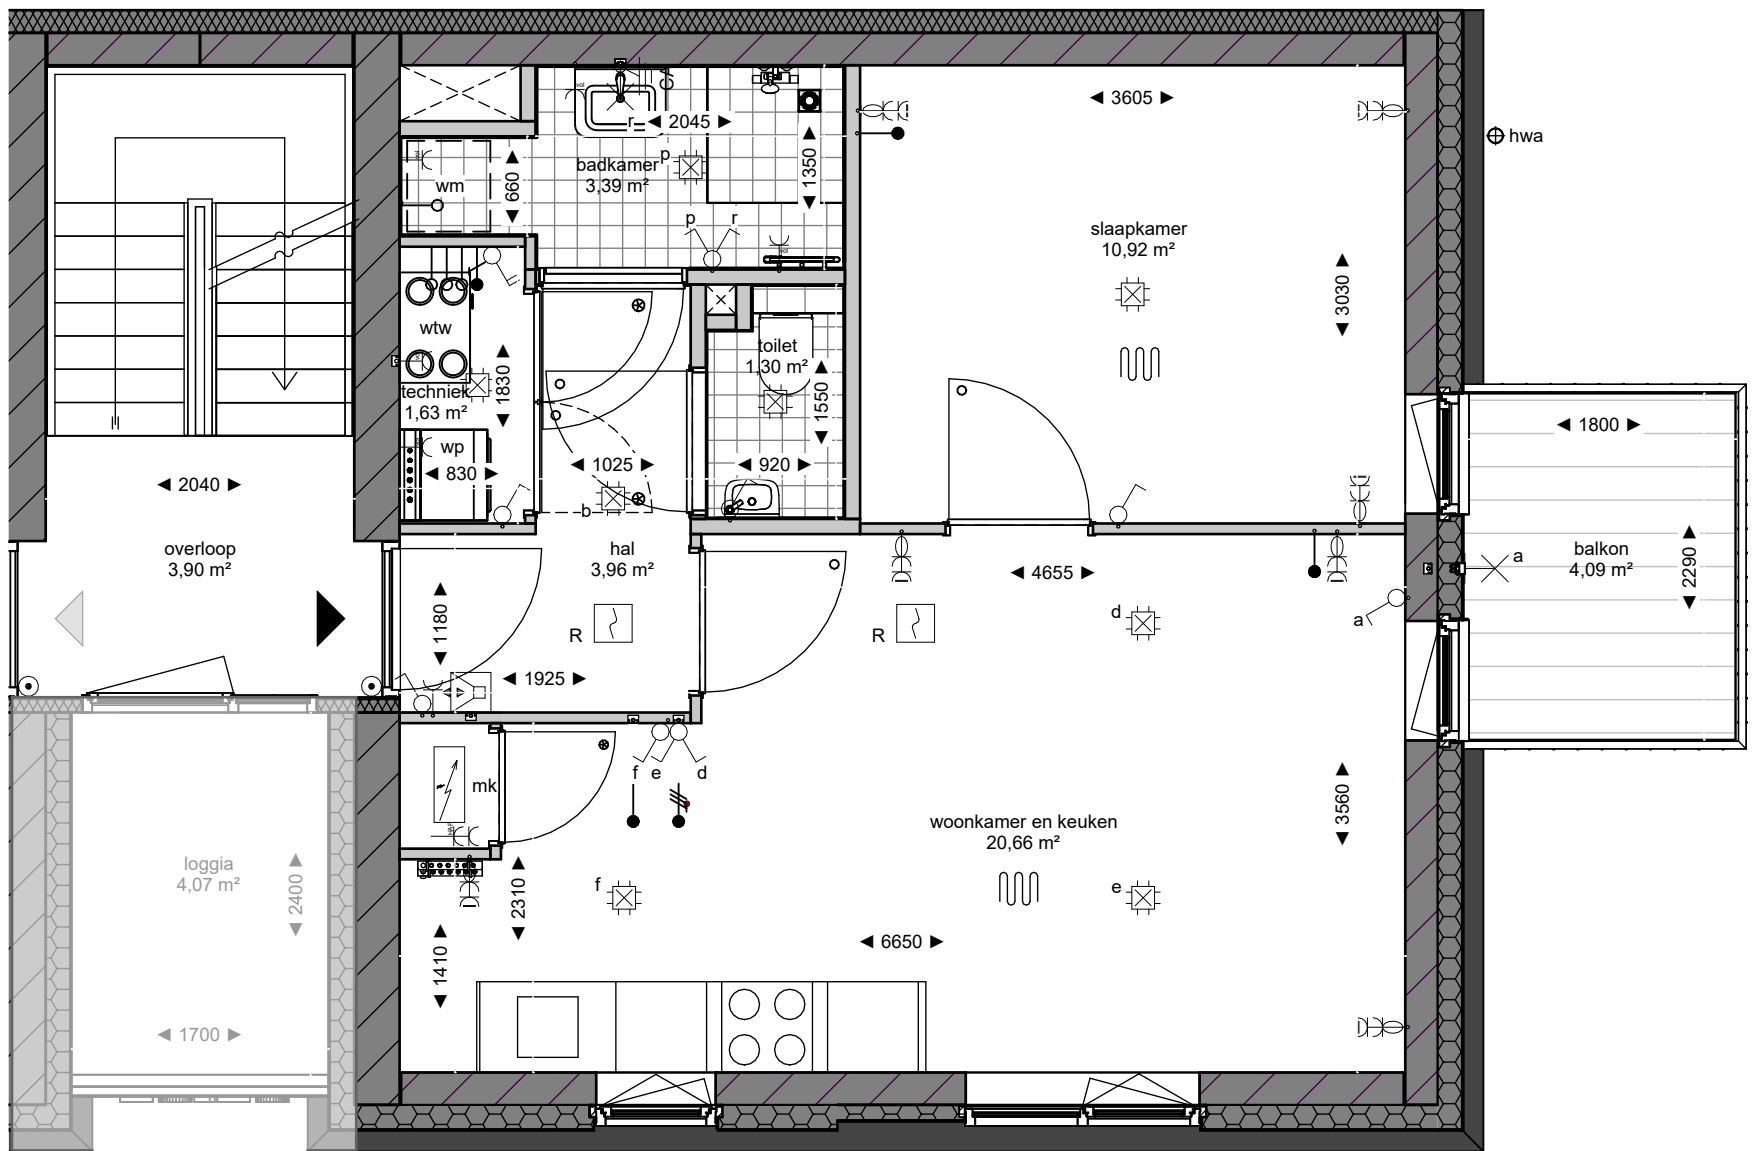 r
2045
3605
hwa
badkamer
3,39 m²
p
1350
wm
660
p
r
slaapkamer
10,92 m²
3030
wtw
toilet
1,30 m²
techniek
1,63 m²
1830
1550
wp
830
1025
920
1800
2040
b
overloop
3,90 m²
hal
3,96 m²
4655
a
balkon
4,09 m²
2290
1180
R
R
d
a
1925
f
e
d
mk
3560
woonkamer en keuken
20,66 m²
loggia
4,07 m²
2400
2310
f
e
1410
6650
1700